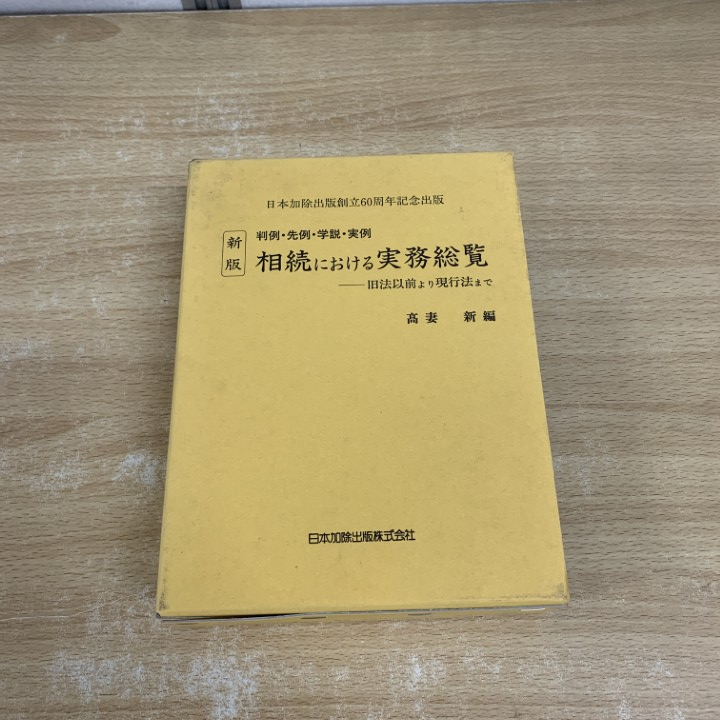 日本加除出版創立60周年記念出版
新版
判例・先例・学説・実例
相続における実務総覧
——旧法以前より現行法まで
髙妻 新編
日本加除出版株式会社